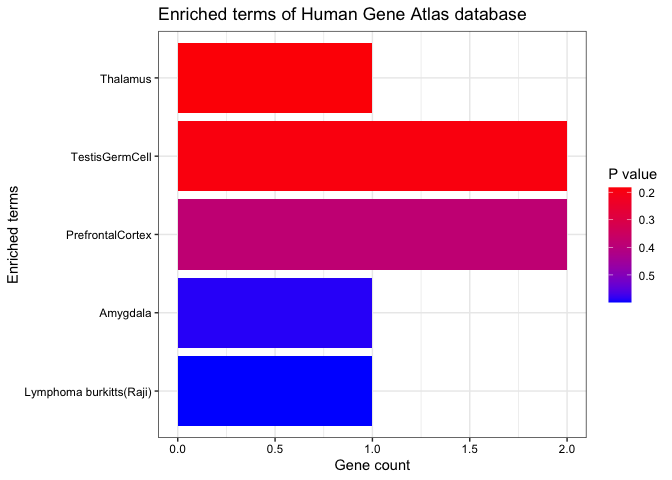 Enriched terms of Human Gene Atlas database
Enriched terms
Thalamus
TestisGermCell
PrefrontalCortex
Amygdala
Lymphoma burkitts(Raji)
0.0 0.5 1.0 1.5 2.0
Gene count
P value
0.2
0.3
0.4
0.5